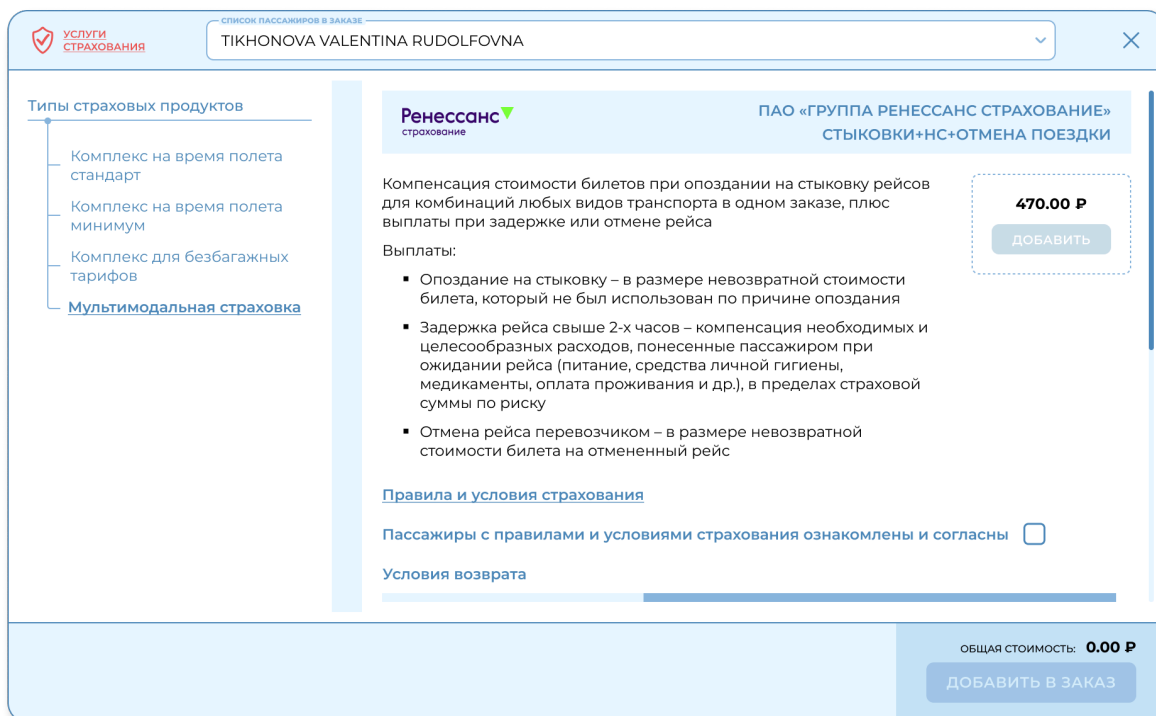 УСЛУГИ
СТРАХОВАНИЯ
СПИСОК ПАССАЖИРОВ В ЗАКАЗЕ
TIKHONOVA VALENTINA RUDOLFOVNA
Типы страховых продуктов
Комплекс на время полета
стандарт
Комплекс на время полета
минимум
Комплекс для безбагажных
тарифов
Мультимодальная страховка
Ренессанс
страхование
ПАО «ГРУППА РЕНЕССАНС СТРАХОВАНИЕ»
СТЫКОВКИ+НС+ОТМЕНА ПОЕЗДКИ
Компенсация стоимости билетов при опоздании на стыковку рейсов
для комбинаций любых видов транспорта в одном заказе, плюс
выплаты при задержке или отмене рейса
470.00 ₽
ДОБАВИТЬ
Выплаты:
▪ Опоздание на стыковку – в размере невозвратной стоимости
билета, который не был использован по причине опоздания
▪ Задержка рейса свыше 2-х часов – компенсация необходимых и
целесообразных расходов, понесенные пассажиром при
ожидании рейса (питание, средства личной гигиены,
медикаменты, оплата проживания и др.), в пределах страховой
суммы по риску
▪ Отмена рейса перевозчиком – в размере невозвратной
стоимости билета на отмененный рейс
Правила и условия страхования
Пассажиры с правилами и условиями страхования ознакомлены и согласны
Условия возврата
ОБЩАЯ СТОИМОСТЬ: 0.00 ₽
ДОБАВИТЬ В ЗАКАЗ